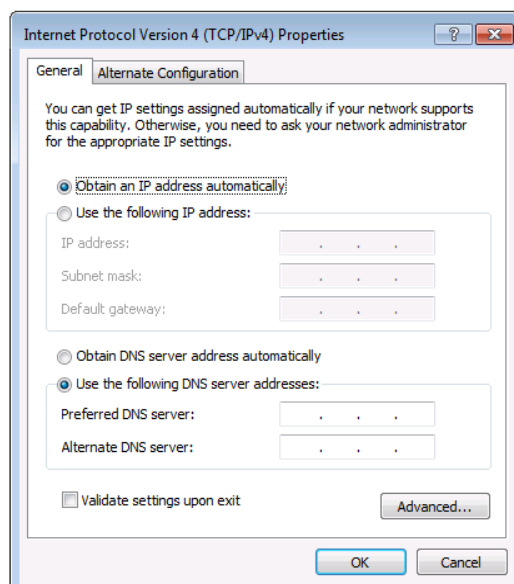 Internet Protocol Version 4 (TCP/IPv4) Properties
General
Alternate Configuration
You can get IP settings assigned automatically if your network supports
this capability. Otherwise, you need to ask your network administrator
for the appropriate IP settings.
Obtain an IP address automatically
Use the following IP address:
IP address:
Subnet mask:
Default gateway:
Obtain DNS server address automatically
Use the following DNS server addresses:
Preferred DNS server:
Alternate DNS server:
Validate settings upon exit
Advanced...
OK
Cancel